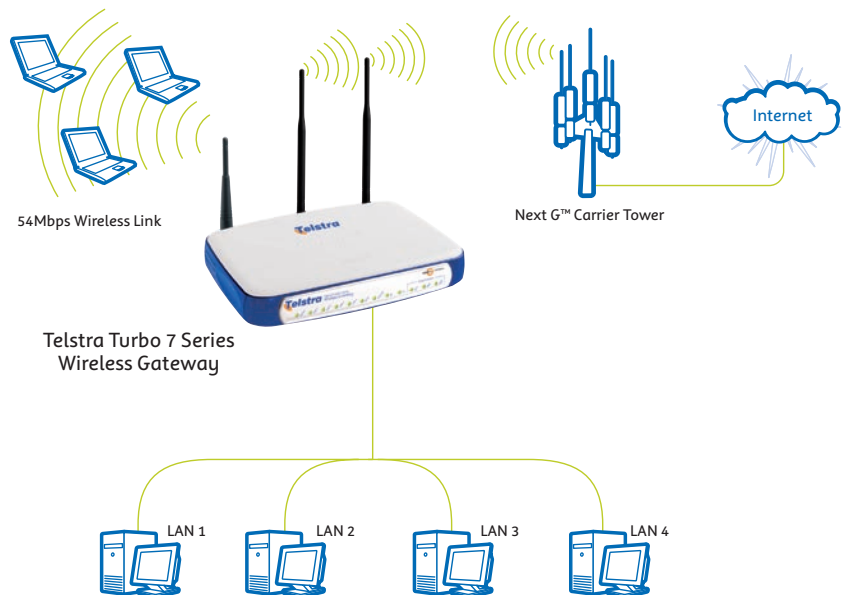 Internet
54Mbps Wireless Link
Next G™ Carrier Tower
Telstra
Telstra
Telstra Turbo 7 Series
Wireless Gateway
LAN 1
LAN 2
LAN 3
LAN 4